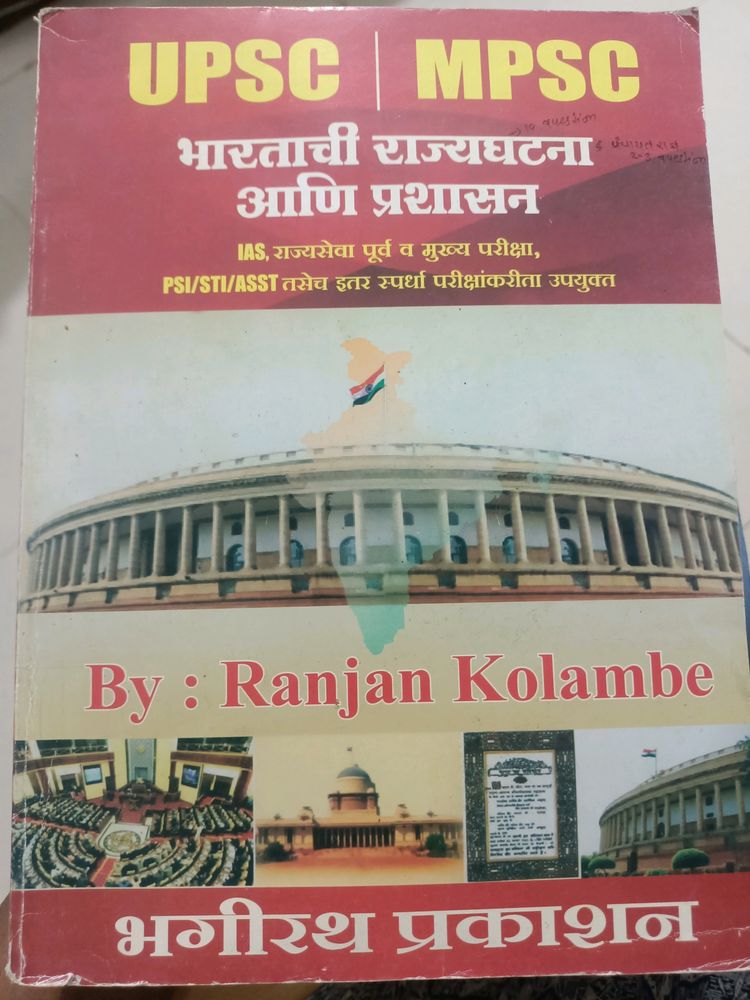 UPSC | MPSC
भारताची राज्यघटना
आणि प्रशासन
IAS, राज्यसेवा पूर्व व मुख्य परीक्षा,
PSI/STI/ASST तसेच इतर स्पर्धा परीक्षांकरीता उपयुक्त
By : Ranjan Kolambe
भगीरथ प्रकाशन